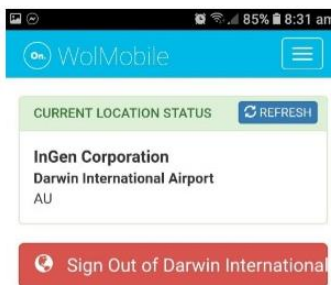 85% 8:31 am
On. WolMobile
CURRENT LOCATION STATUS REFRESH
InGen Corporation
Darwin International Airport
AU
Sign Out of Darwin International